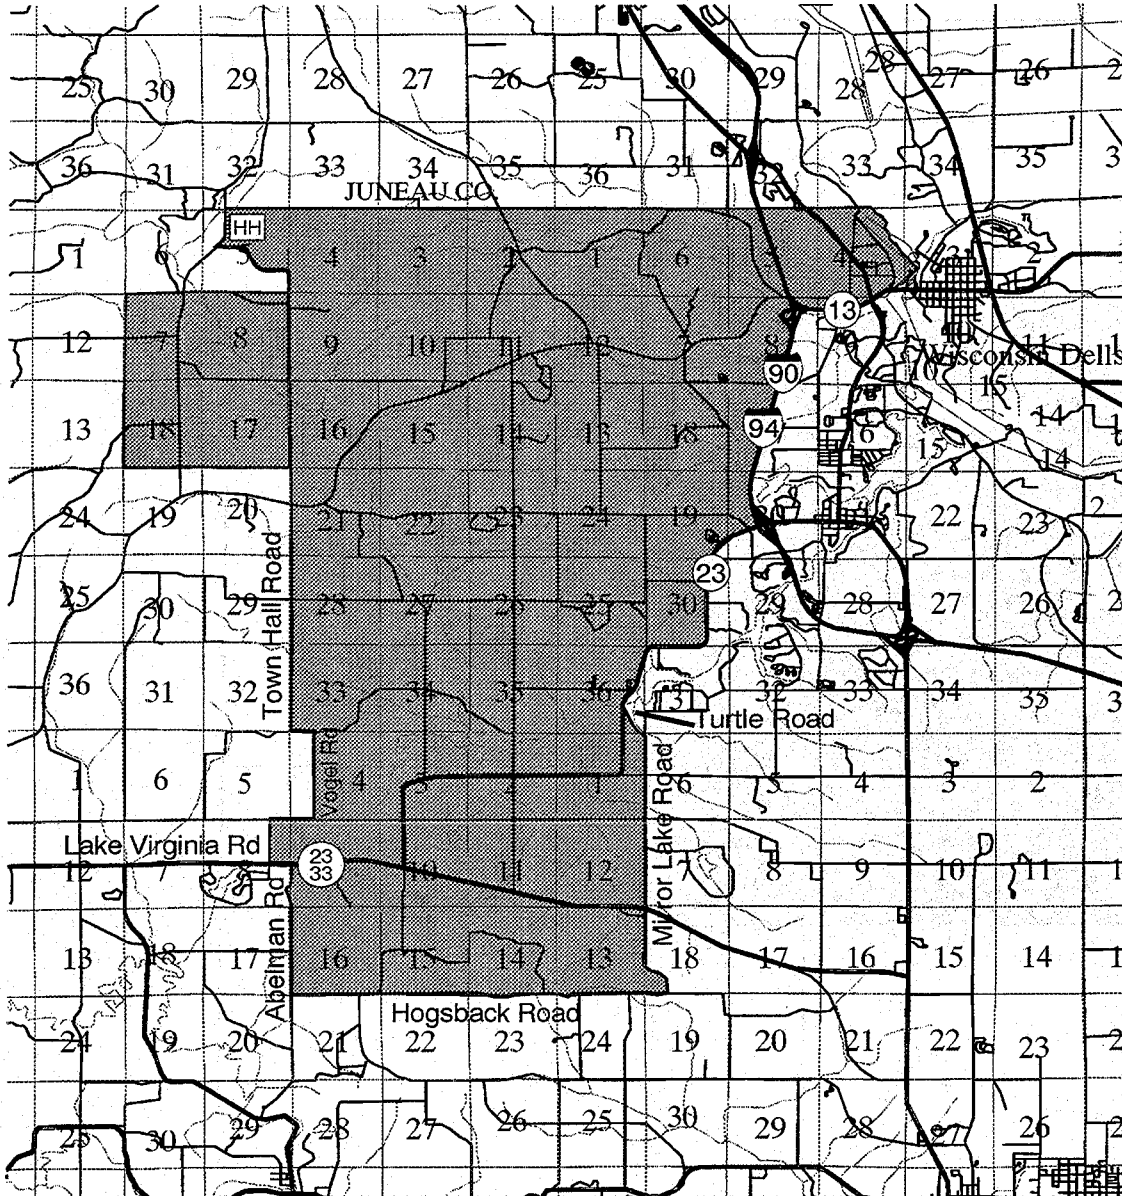 29 28 27 26 25 30 29 28 28 27 26
25 30
36 31 32 33 34 35 36 31 32 33 34 35
JUNEAU CO
HH
1 6 5 4 3 2 1 6 5 4 3 2
13
12 7 8 9 10 11 12 7 8 10 11
Wisconsin Dells
90
10 15
94
13 18 17 16 15 14 13 18 16 15 14
14
24 19 20 21 22 23 24 19 22 23
23
25 30 29 28 27 26 25 30 29 28 27 26
Town Hall Road
36 31 32 33 34 35 36 31 32 33 34 35
Turtle Road
Vogel Rd
Mirror Lake Road
1 6 5 4 3 2 1 6 5 4 3 2
Lake Virginia Rd
23
33
12 7 8 10 11 12 7 8 9 10 11
Abelman Rd
13 18 17 16 15 14 13 18 17 16 15 14
Hogsback Road
24 19 20 21 22 23 24 19 20 21 22 23
25 30 29 28 27 26 25 30 29 28 27 26